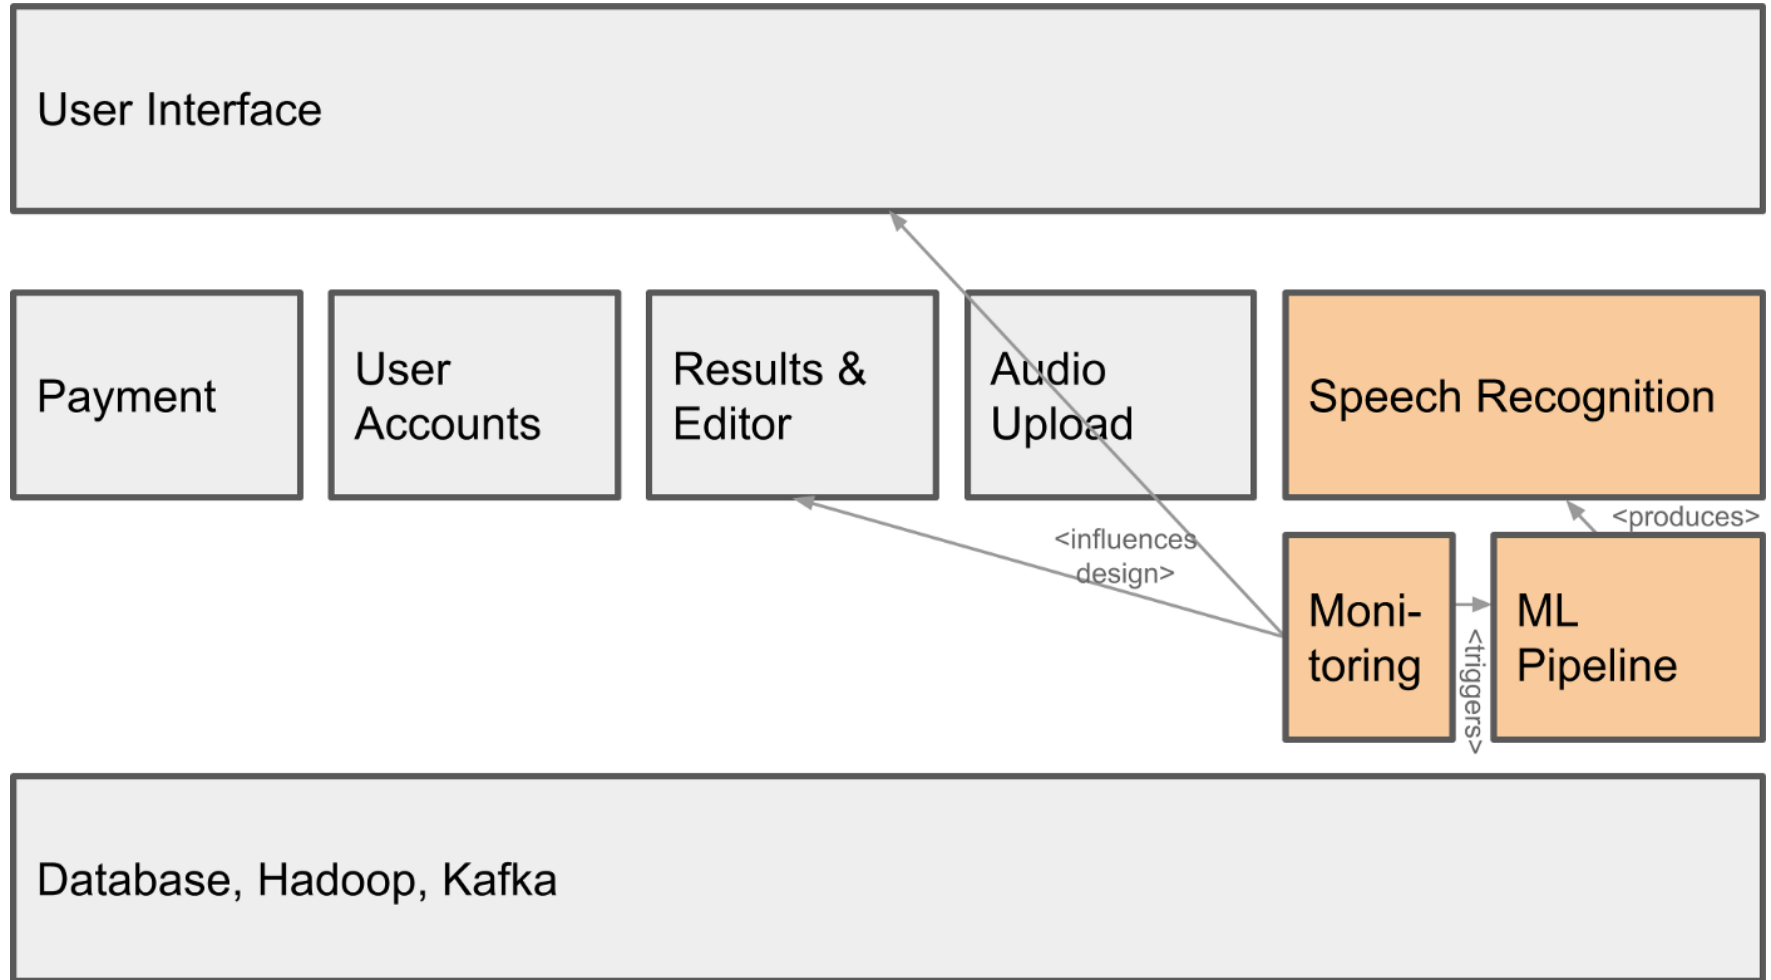 User Interface
Payment
User
Accounts
Results &
Editor
Audio
Upload
Speech Recognition
<produces>
<influences
design>
Moni-
toring
<triggers>
ML
Pipeline
Database, Hadoop, Kafka